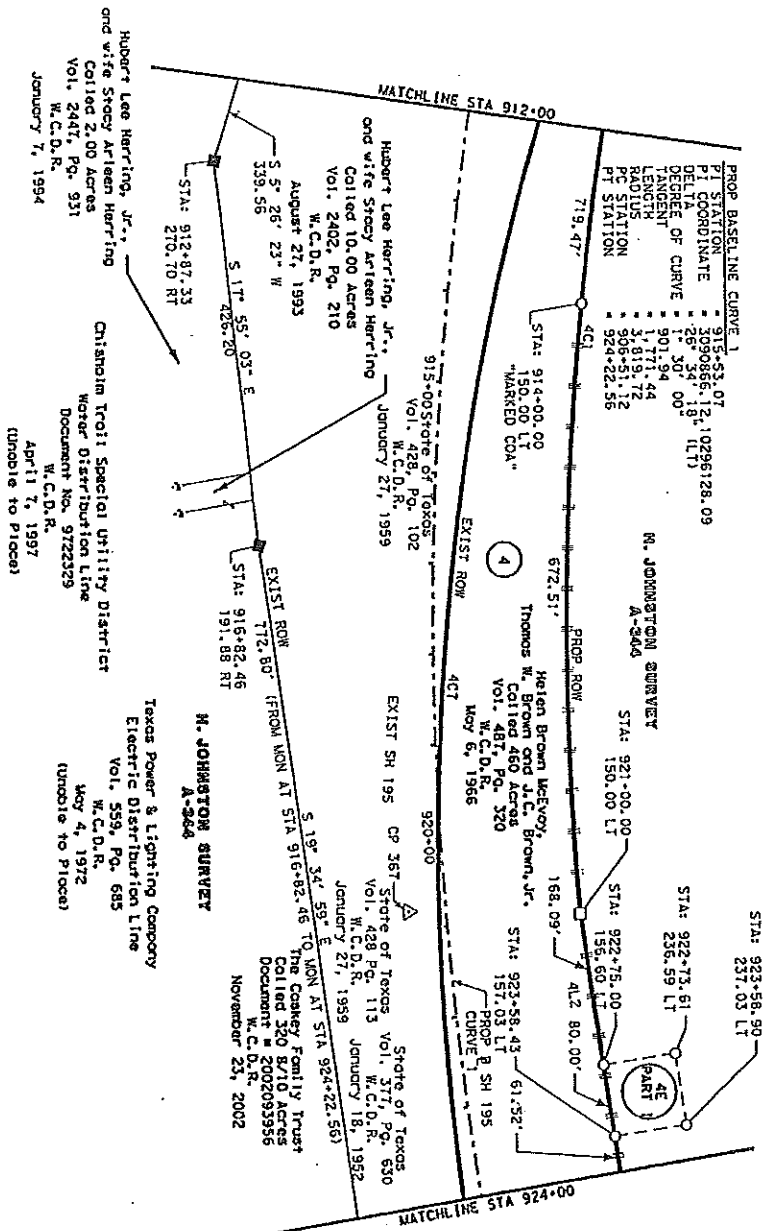 PROP BASELINE CURVE 1
PI STATION = 915+53.07
PI COORDINATE = 3090866.12, 10296128.09
DELTA = 26° 34' 18" (LT)
DEGREE OF CURVE = 1° 30' 00"
TANGENT = 901.94
LENGTH = 1,771.44
RADIUS = 3,819.72
PC STATION = 906+51.12
PT STATION = 924+22.56
M. JOHNSTON SURVEY
A-344
STA: 921+00.00
150.00 LT
STA: 922+73.61
236.59 LT
STA: 923+58.90
237.03 LT
STA: 922+75.00
156.60 LT
STA: 923+58.43
157.03 LT
4E
PART 1
MATCHLINE STA 912+00
719.47'
4C1
STA: 914+00.00
150.00 LT
"MARKED COA"
672.51'
PROP ROW
168.09'
4L2 80.00'
61.52'
4
Helen Brown McEvoy,
Thomas W. Brown and J.C. Brown, Jr.
Called 460 Acres
Vol. 487, Pg. 320
W.C.D.R.
May 6, 1966
EXIST ROW
4C7
PROP B SH 195
CURVE 1
915+00
920+00
State of Texas
Vol. 428, Pg. 102
W.C.D.R.
January 27, 1959
EXIST SH 195
CP 367
State of Texas
Vol. 428 Pg. 113
W.C.D.R.
January 27, 1959
State of Texas
Vol. 377, Pg. 630
W.C.D.R.
January 18, 1952
MATCHLINE STA 924+00
Hubert Lee Herring, Jr.,
and wife Stacy Arleen Herring
Called 10.00 Acres
Vol. 2402, Pg. 210
W.C.D.R.
August 27, 1993
S 5° 26' 23" W
339.56
STA: 912+87.33
270.70 RT
S 17° 55' 03" E
426.20
EXIST ROW
STA: 916+82.46
191.88 RT
S 19° 34' 59" E
772.80' (FROM MON AT STA 916+82.46 TO MON AT STA 924+22.56)
The Caskey Family Trust
Called 320 8/10 Acres
Document # 2002093956
W.C.D.R.
November 23, 2002
M. JOHNSTON SURVEY
A-344
Hubert Lee Herring, Jr.,
and wife Stacy Arleen Herring
Called 2.00 Acres
Vol. 2447, Pg. 931
W.C.D.R.
January 7, 1994
Chisholm Trail Special Utility District
Water Distribution Line
Document No. 9722329
W.C.D.R.
April 7, 1997
(Unable to Place)
Texas Power & Lighting Company
Electric Distribution Line
Vol. 559, Pg. 685
W.C.D.R.
May 4, 1972
(Unable to Place)